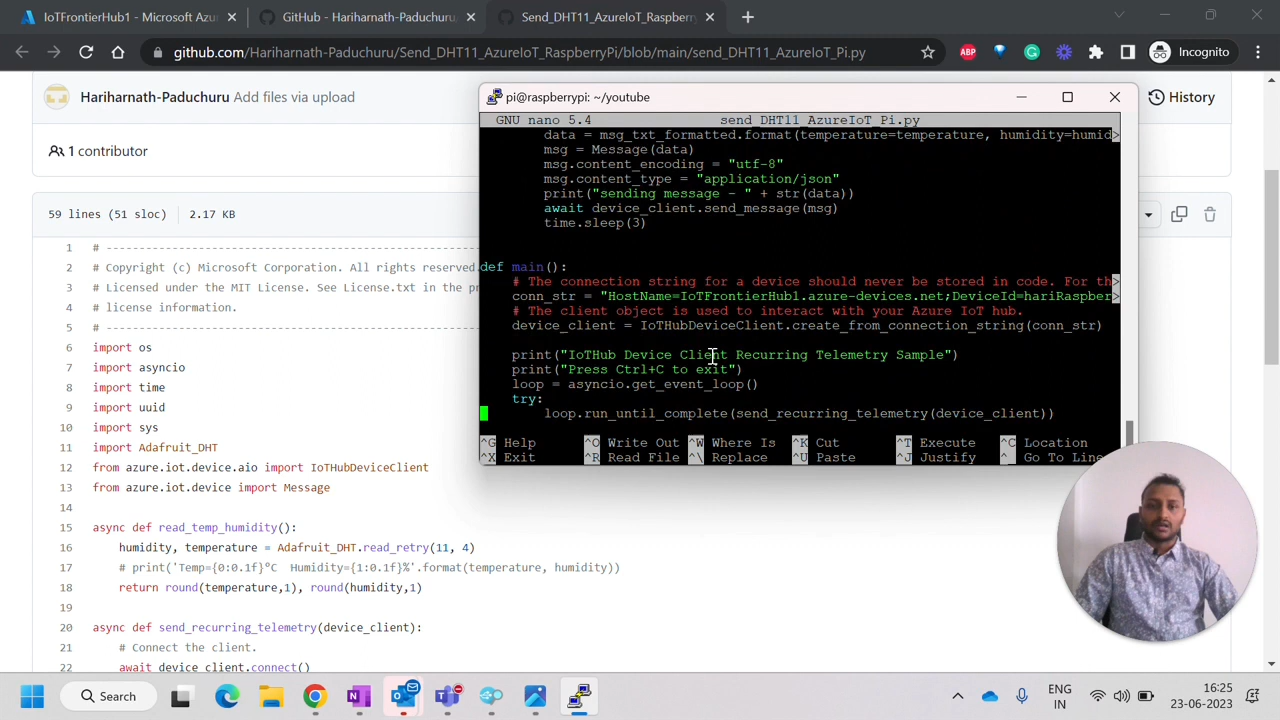 IoTFrontierHub1 - Microsoft Azu
GitHub - Hariharnath-Paduchuru/
Send_DHT11_AzureIoT_Raspberry
github.com/Hariharnath-Paduchuru/Send_DHT11_AzureIoT_RaspberryPi/blob/main/send_DHT11_AzureIoT_Pi.py
ABP
Incognito
Hariharnath-Paduchuru Add files via upload
History
1 contributor
59 lines (51 sloc) 2.17 KB
1 # -------------------------------------------------------------------------
2 # Copyright (c) Microsoft Corporation. All rights reserved
3 # Licensed under the MIT License. See License.txt in the pr
4 # license information.
5 # --------------------------------------------------------------------------
6 import os
7 import asyncio
8 import time
9 import uuid
10 import sys
11 import Adafruit_DHT
12 from azure.iot.device.aio import IoTHubDeviceClient
13 from azure.iot.device import Message
14
15 async def read_temp_humidity():
16 humidity, temperature = Adafruit_DHT.read_retry(11, 4)
17 # print('Temp={0:0.1f}°C Humidity={1:0.1f}%'.format(temperature, humidity))
18 return round(temperature,1), round(humidity,1)
19
20 async def send_recurring_telemetry(device_client):
21 # Connect the client.
22 await device_client.connect()
pi@raspberrypi: ~/youtube
GNU nano 5.4 send_DHT11_AzureIoT_Pi.py
data = msg_txt_formatted.format(temperature=temperature, humidity=humid>
msg = Message(data)
msg.content_encoding = "utf-8"
msg.content_type = "application/json"
print("sending message - " + str(data))
await device_client.send_message(msg)
time.sleep(3)
def main():
# The connection string for a device should never be stored in code. For th>
conn_str = "HostName=IoTFrontierHub1.azure-devices.net;DeviceId=hariRaspber>
# The client object is used to interact with your Azure IoT hub.
device_client = IoTHubDeviceClient.create_from_connection_string(conn_str)
print("IoTHub Device Client Recurring Telemetry Sample")
print("Press Ctrl+C to exit")
loop = asyncio.get_event_loop()
try:
loop.run_until_complete(send_recurring_telemetry(device_client))
^G Help ^O Write Out ^W Where Is ^K Cut ^T Execute ^C Location
^X Exit ^R Read File ^\ Replace ^U Paste ^J Justify ^_ Go To Line
Search
ENG
IN
16:25
23-06-2023